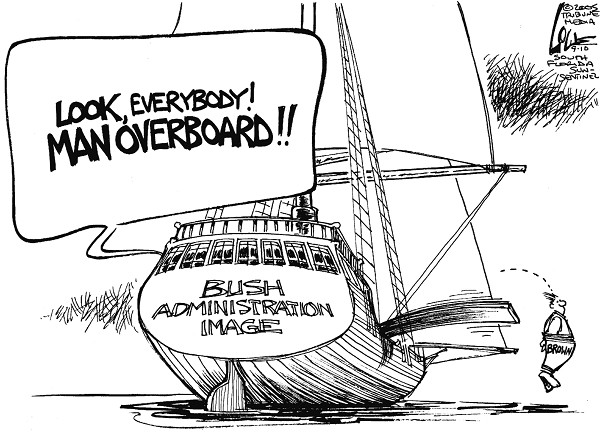 LOOK, EVERYBODY!
MAN OVERBOARD!!
©2005
TRIBUNE
MEDIA
9-10
SOUTH
FLORIDA
SUN-
SENTINEL
BUSH
ADMINISTRATION
IMAGE
BROWN